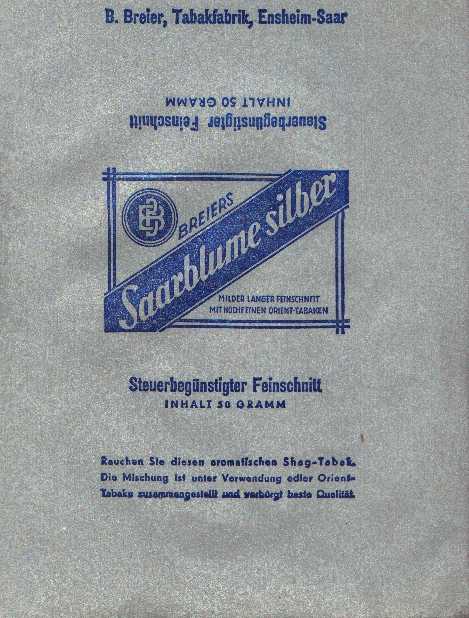 B. Breier, Tabakfabrik, Ensheim-Saar
Steuerbegünstigter Feinschnitt
INHALT 50 GRAMM
B
BREIERS
Saarblume silber
MILDER LANGER FEINSCHNITT
MIT HOCHFEINEN ORIENT-TABAKEN
Steuerbegünstigter Feinschnitt
INHALT 50 GRAMM
Rauchen Sie diesen aromatischen Shag-Tabak.
Die Mischung ist unter Verwendung edler Orient-
Tabake zusammengestellt und verbürgt beste Qualität.